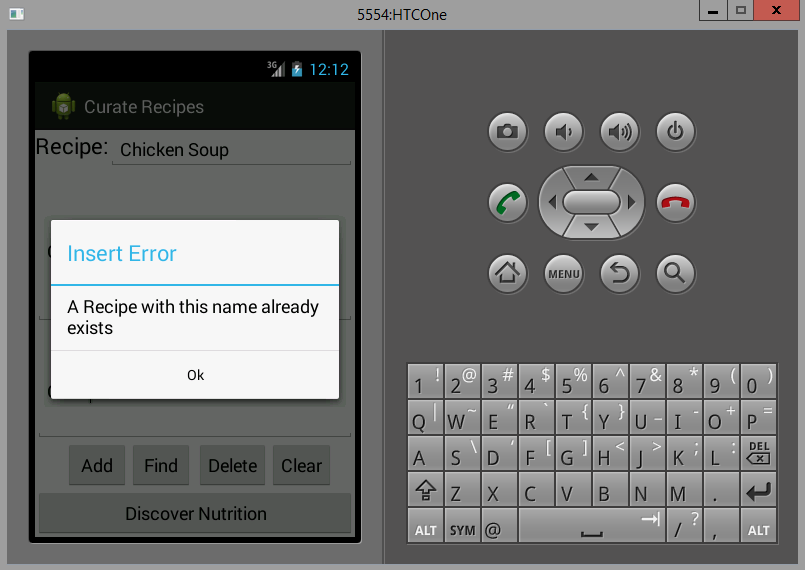 5554:HTCOne
3G 12:12
Curate Recipes
Recipe: Chicken Soup
Insert Error
A Recipe with this name already
exists
Ok
Add Find Delete Clear
Discover Nutrition
MENU
1 ! 2 @ 3 # 4 $ 5 % 6 ^ 7 & 8 * 9 ( 0 )
Q | W ~ E “ R ` T { Y } U _ I - O + P =
A S \ D ‘ F [ G ] H < J > K ; L : DEL
Z X C V B N M .
ALT SYM @ / ? , ALT